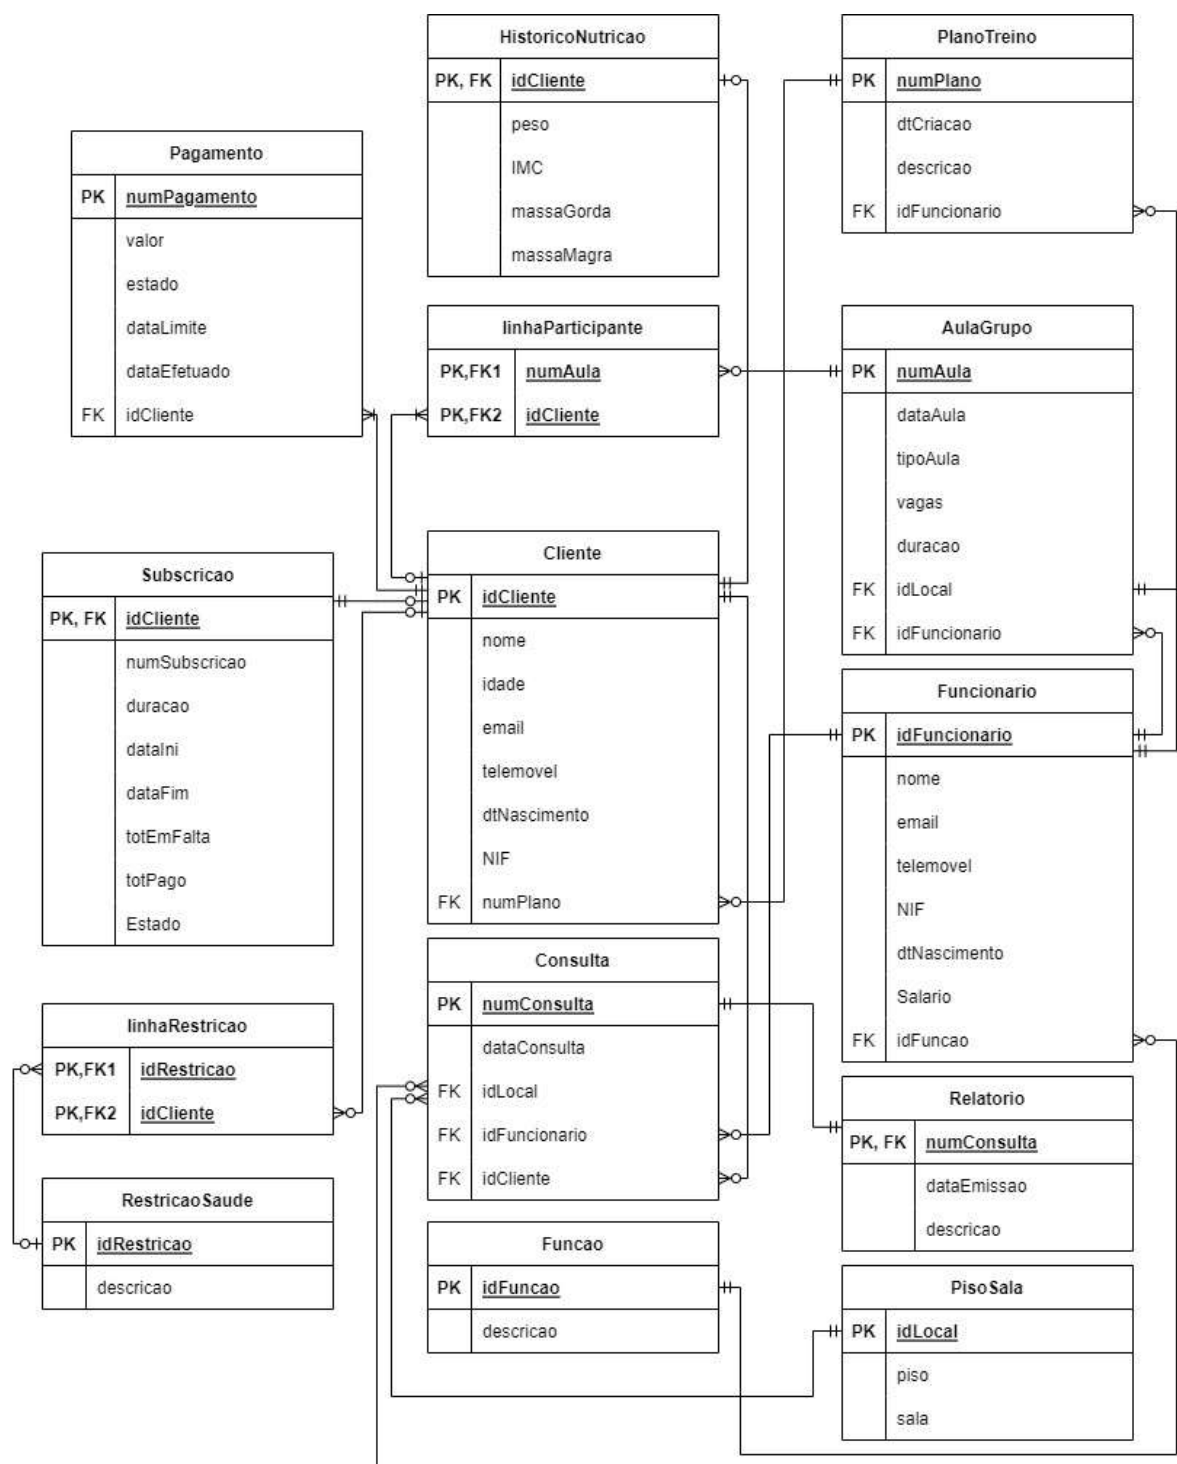 HistoricoNutricao
PK, FK idCliente
peso
IMC
massaGorda
massaMagra
PlanoTreino
PK numPlano
dtCriacao
descricao
FK idFuncionario
Pagamento
PK numPagamento
valor
estado
dataLimite
dataEfetuado
FK idCliente
linhaParticipante
PK,FK1 numAula
PK,FK2 idCliente
AulaGrupo
PK numAula
dataAula
tipoAula
vagas
duracao
FK idLocal
FK idFuncionario
Subscricao
PK, FK idCliente
numSubscricao
duracao
dataIni
dataFim
totEmFalta
totPago
Estado
Cliente
PK idCliente
nome
idade
email
telemovel
dtNascimento
NIF
FK numPlano
Funcionario
PK idFuncionario
nome
email
telemovel
NIF
dtNascimento
Salario
FK idFuncao
linhaRestricao
PK,FK1 idRestricao
PK,FK2 idCliente
Consulta
PK numConsulta
dataConsulta
FK idLocal
FK idFuncionario
FK idCliente
Relatorio
PK, FK numConsulta
dataEmissao
descricao
RestricaoSaude
PK idRestricao
descricao
Funcao
PK idFuncao
descricao
PisoSala
PK idLocal
piso
sala